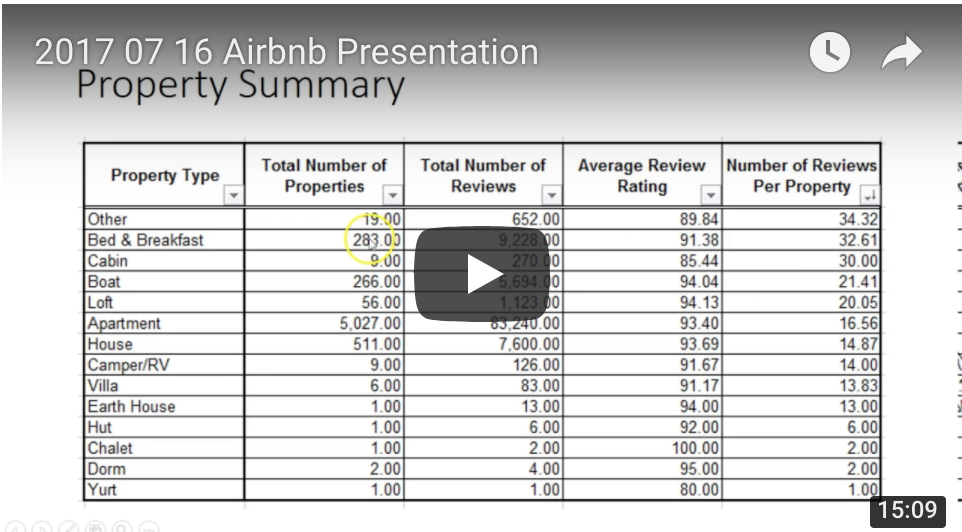 2017 07 16 Airbnb Presentation
Property Summary
Property Type Total Number of Properties Total Number of Reviews Average Review Rating Number of Reviews Per Property
Other 19.00 652.00 89.84 34.32
Bed & Breakfast 283.00 9,228.00 91.38 32.61
Cabin 9.00 270.00 85.44 30.00
Boat 266.00 5,694.00 94.04 21.41
Loft 56.00 1,123.00 94.13 20.05
Apartment 5,027.00 83,240.00 93.40 16.56
House 511.00 7,600.00 93.69 14.87
Camper/RV 9.00 126.00 91.67 14.00
Villa 6.00 83.00 91.17 13.83
Earth House 1.00 13.00 94.00 13.00
Hut 1.00 6.00 92.00 6.00
Chalet 1.00 2.00 100.00 2.00
Dorm 2.00 4.00 95.00 2.00
Yurt 1.00 1.00 80.00 1.00
15:09